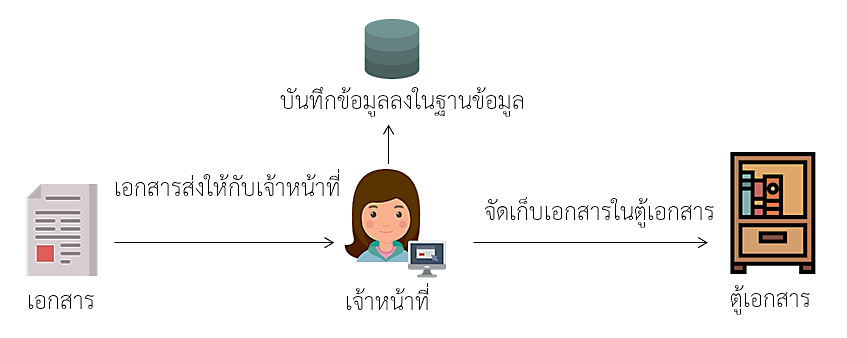 บันทึกข้อมูลลงในฐานข้อมูล
เอกสารส่งให้กับเจ้าหน้าที่
จัดเก็บเอกสารในตู้เอกสาร
เอกสาร
เจ้าหน้าที่
ตู้เอกสาร